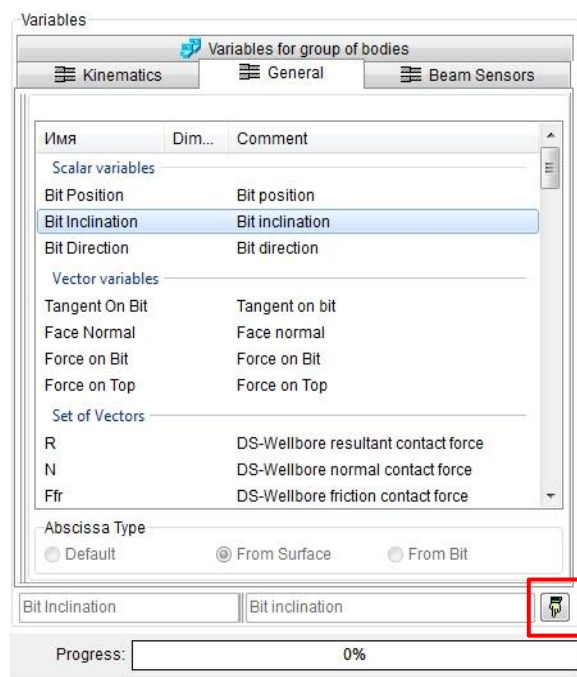 Variables
Variables for group of bodies
Kinematics General Beam Sensors
Имя Dim... Comment
Scalar variables
Bit Position Bit position
Bit Inclination Bit inclination
Bit Direction Bit direction
Vector variables
Tangent On Bit Tangent on bit
Face Normal Face normal
Force on Bit Force on Bit
Force on Top Force on Top
Set of Vectors
R DS-Wellbore resultant contact force
N DS-Wellbore normal contact force
Ffr DS-Wellbore friction contact force
Abscissa Type
Default From Surface From Bit
Bit Inclination Bit inclination
Progress: 0%